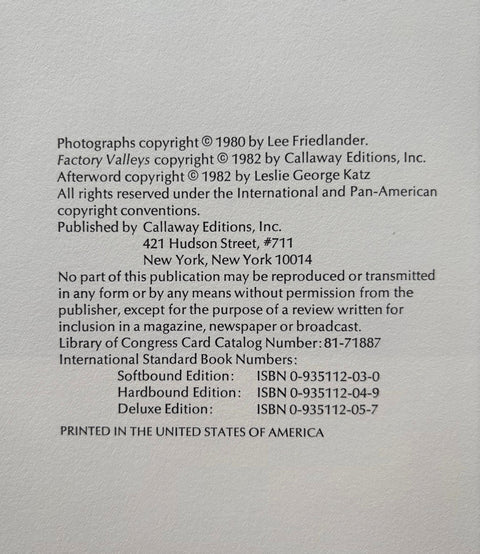 Photographs copyright © 1980 by Lee Friedlander.
Factory Valleys copyright © 1982 by Callaway Editions, Inc.
Afterword copyright © 1982 by Leslie George Katz
All rights reserved under the International and Pan-American
copyright conventions.
Published by Callaway Editions, Inc.
421 Hudson Street, #711
New York, New York 10014
No part of this publication may be reproduced or transmitted
in any form or by any means without permission from the
publisher, except for the purpose of a review written for
inclusion in a magazine, newspaper or broadcast.
Library of Congress Card Catalog Number: 81-71887
International Standard Book Numbers:
Softbound Edition: ISBN 0-935112-03-0
Hardbound Edition: ISBN 0-935112-04-9
Deluxe Edition: ISBN 0-935112-05-7
PRINTED IN THE UNITED STATES OF AMERICA